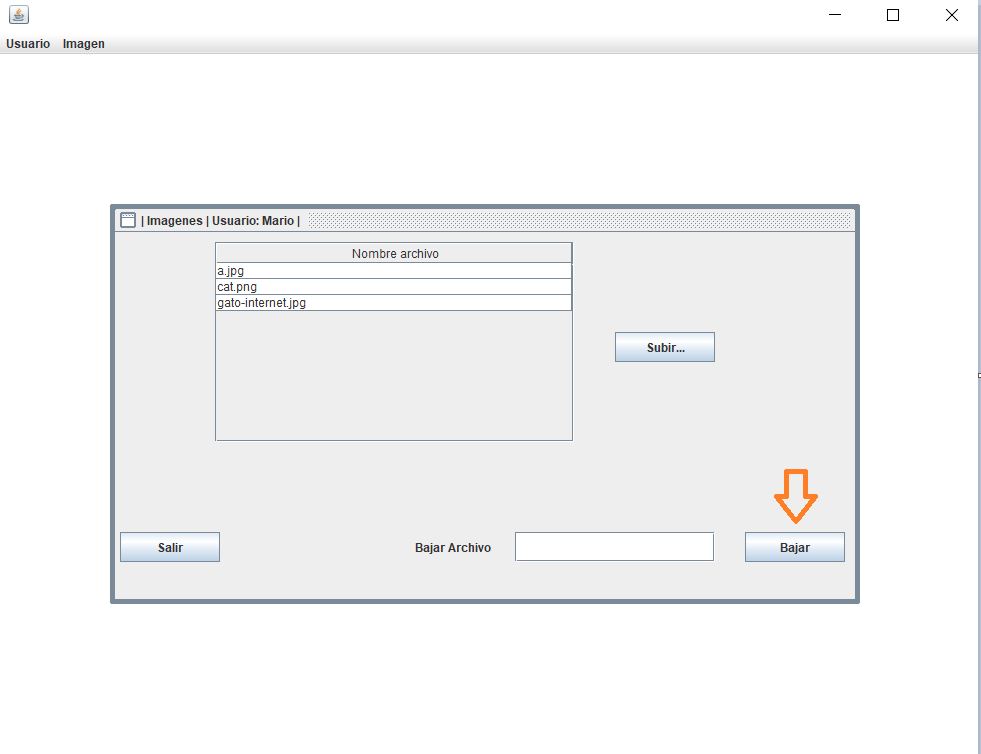 Usuario Imagen
| Imagenes | Usuario: Mario |
Nombre archivo
a.jpg
cat.png
gato-internet.jpg
Subir...
Salir
Bajar Archivo
Bajar